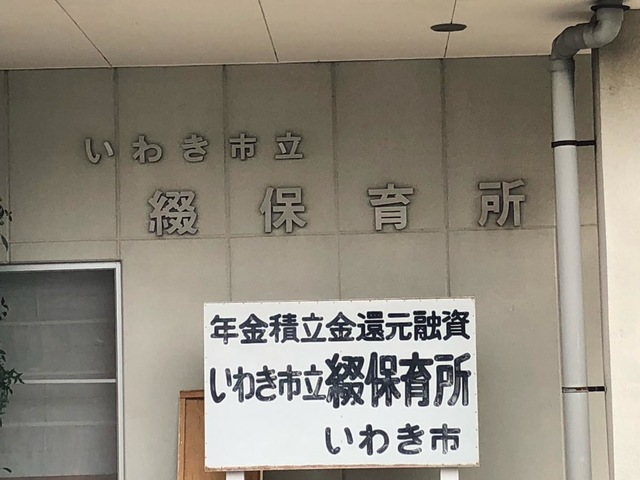 いわき市立
綴保育所
年金積立金還元融資
いわき市立綴保育所
いわき市